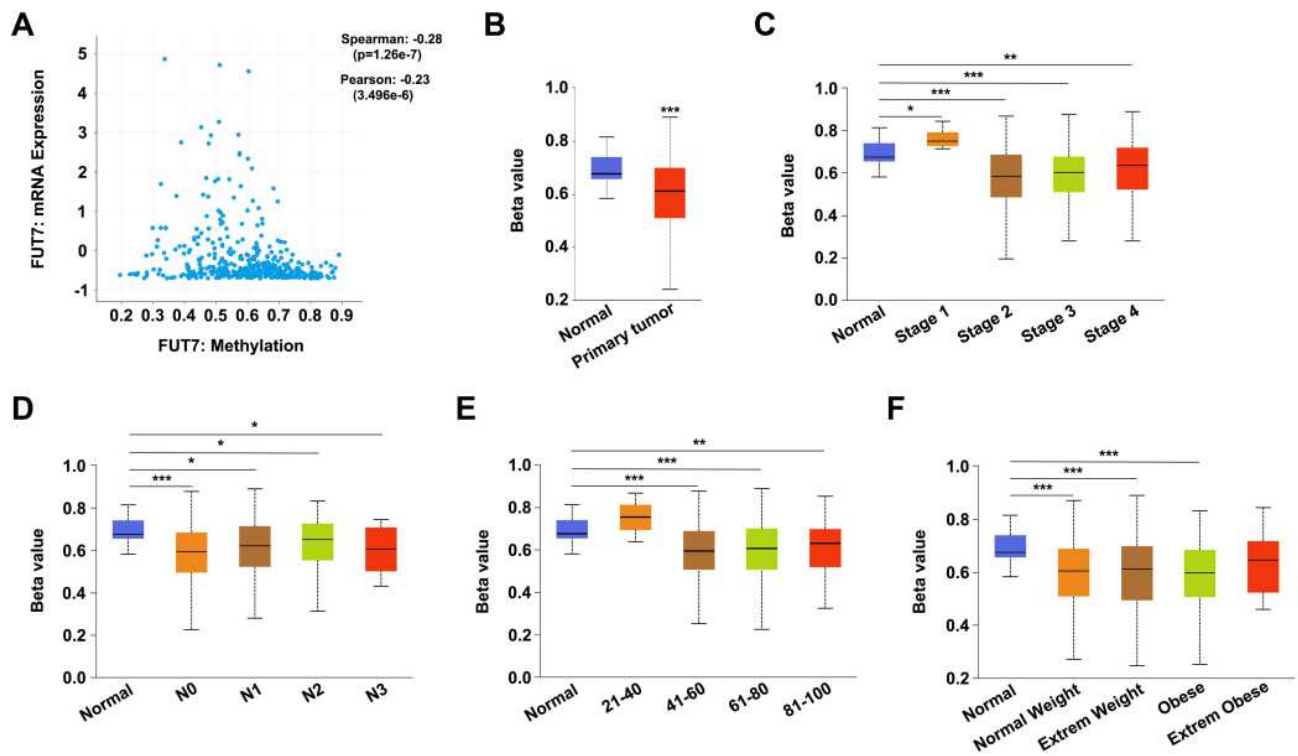 A
Spearman: -0.28
(p=1.26e-7)
Pearson: -0.23
(3.496e-6)
FUT7: mRNA Expression
5
4
3
2
1
0
-1
0.2 0.3 0.4 0.5 0.6 0.7 0.8 0.9
FUT7: Methylation
B
Beta value
1.0
0.8
0.6
0.4
0.2
***
Normal
Primary tumor
C
Beta value
1.0
0.8
0.6
0.4
0.2
0.0
**
***
***
*
Normal
Stage 1
Stage 2
Stage 3
Stage 4
D
Beta value
1.0
0.8
0.6
0.4
0.2
0.0
*
*
*
***
Normal
N0
N1
N2
N3
E
Beta value
1.0
0.8
0.6
0.4
0.2
0.0
**
***
***
Normal
21-40
41-60
61-80
81-100
F
Beta value
1.0
0.8
0.6
0.4
0.2
***
***
***
Normal
Normal Weight
Extrem Weight
Obese
Extrem Obese